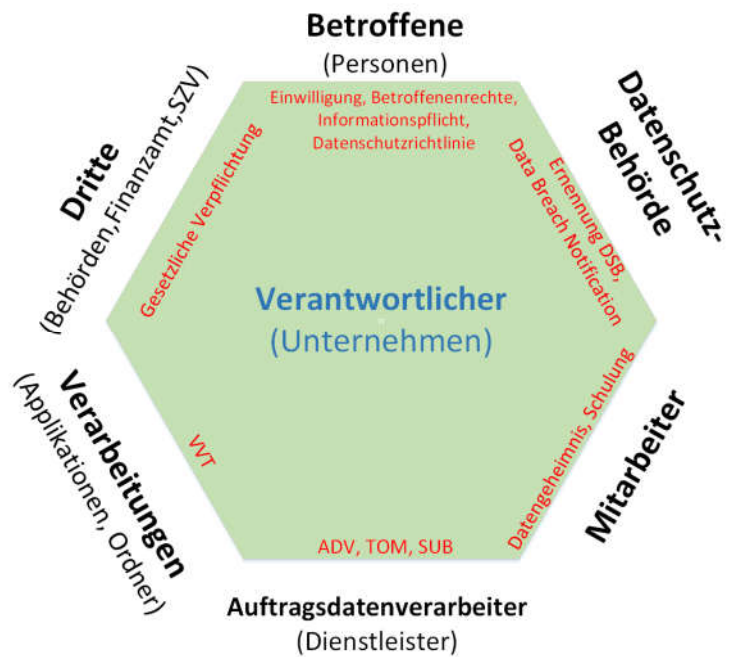 Betroffene
(Personen)
Einwilligung, Betroffenenrechte,
Informationspflicht,
Datenschutzrichtlinie
Datenschutz-
Behörde
Ernennung DSB,
Data Breach Notification
Dritte
(Behörden,Finanzamt,SZV)
Gesetzliche Verpflichtung
Verantwortlicher
(Unternehmen)
Verarbeitungen
(Applikationen, Ordner)
VVT
Datengeheimnis, Schulung
Mitarbeiter
ADV, TOM, SUB
Auftragsdatenverarbeiter
(Dienstleister)